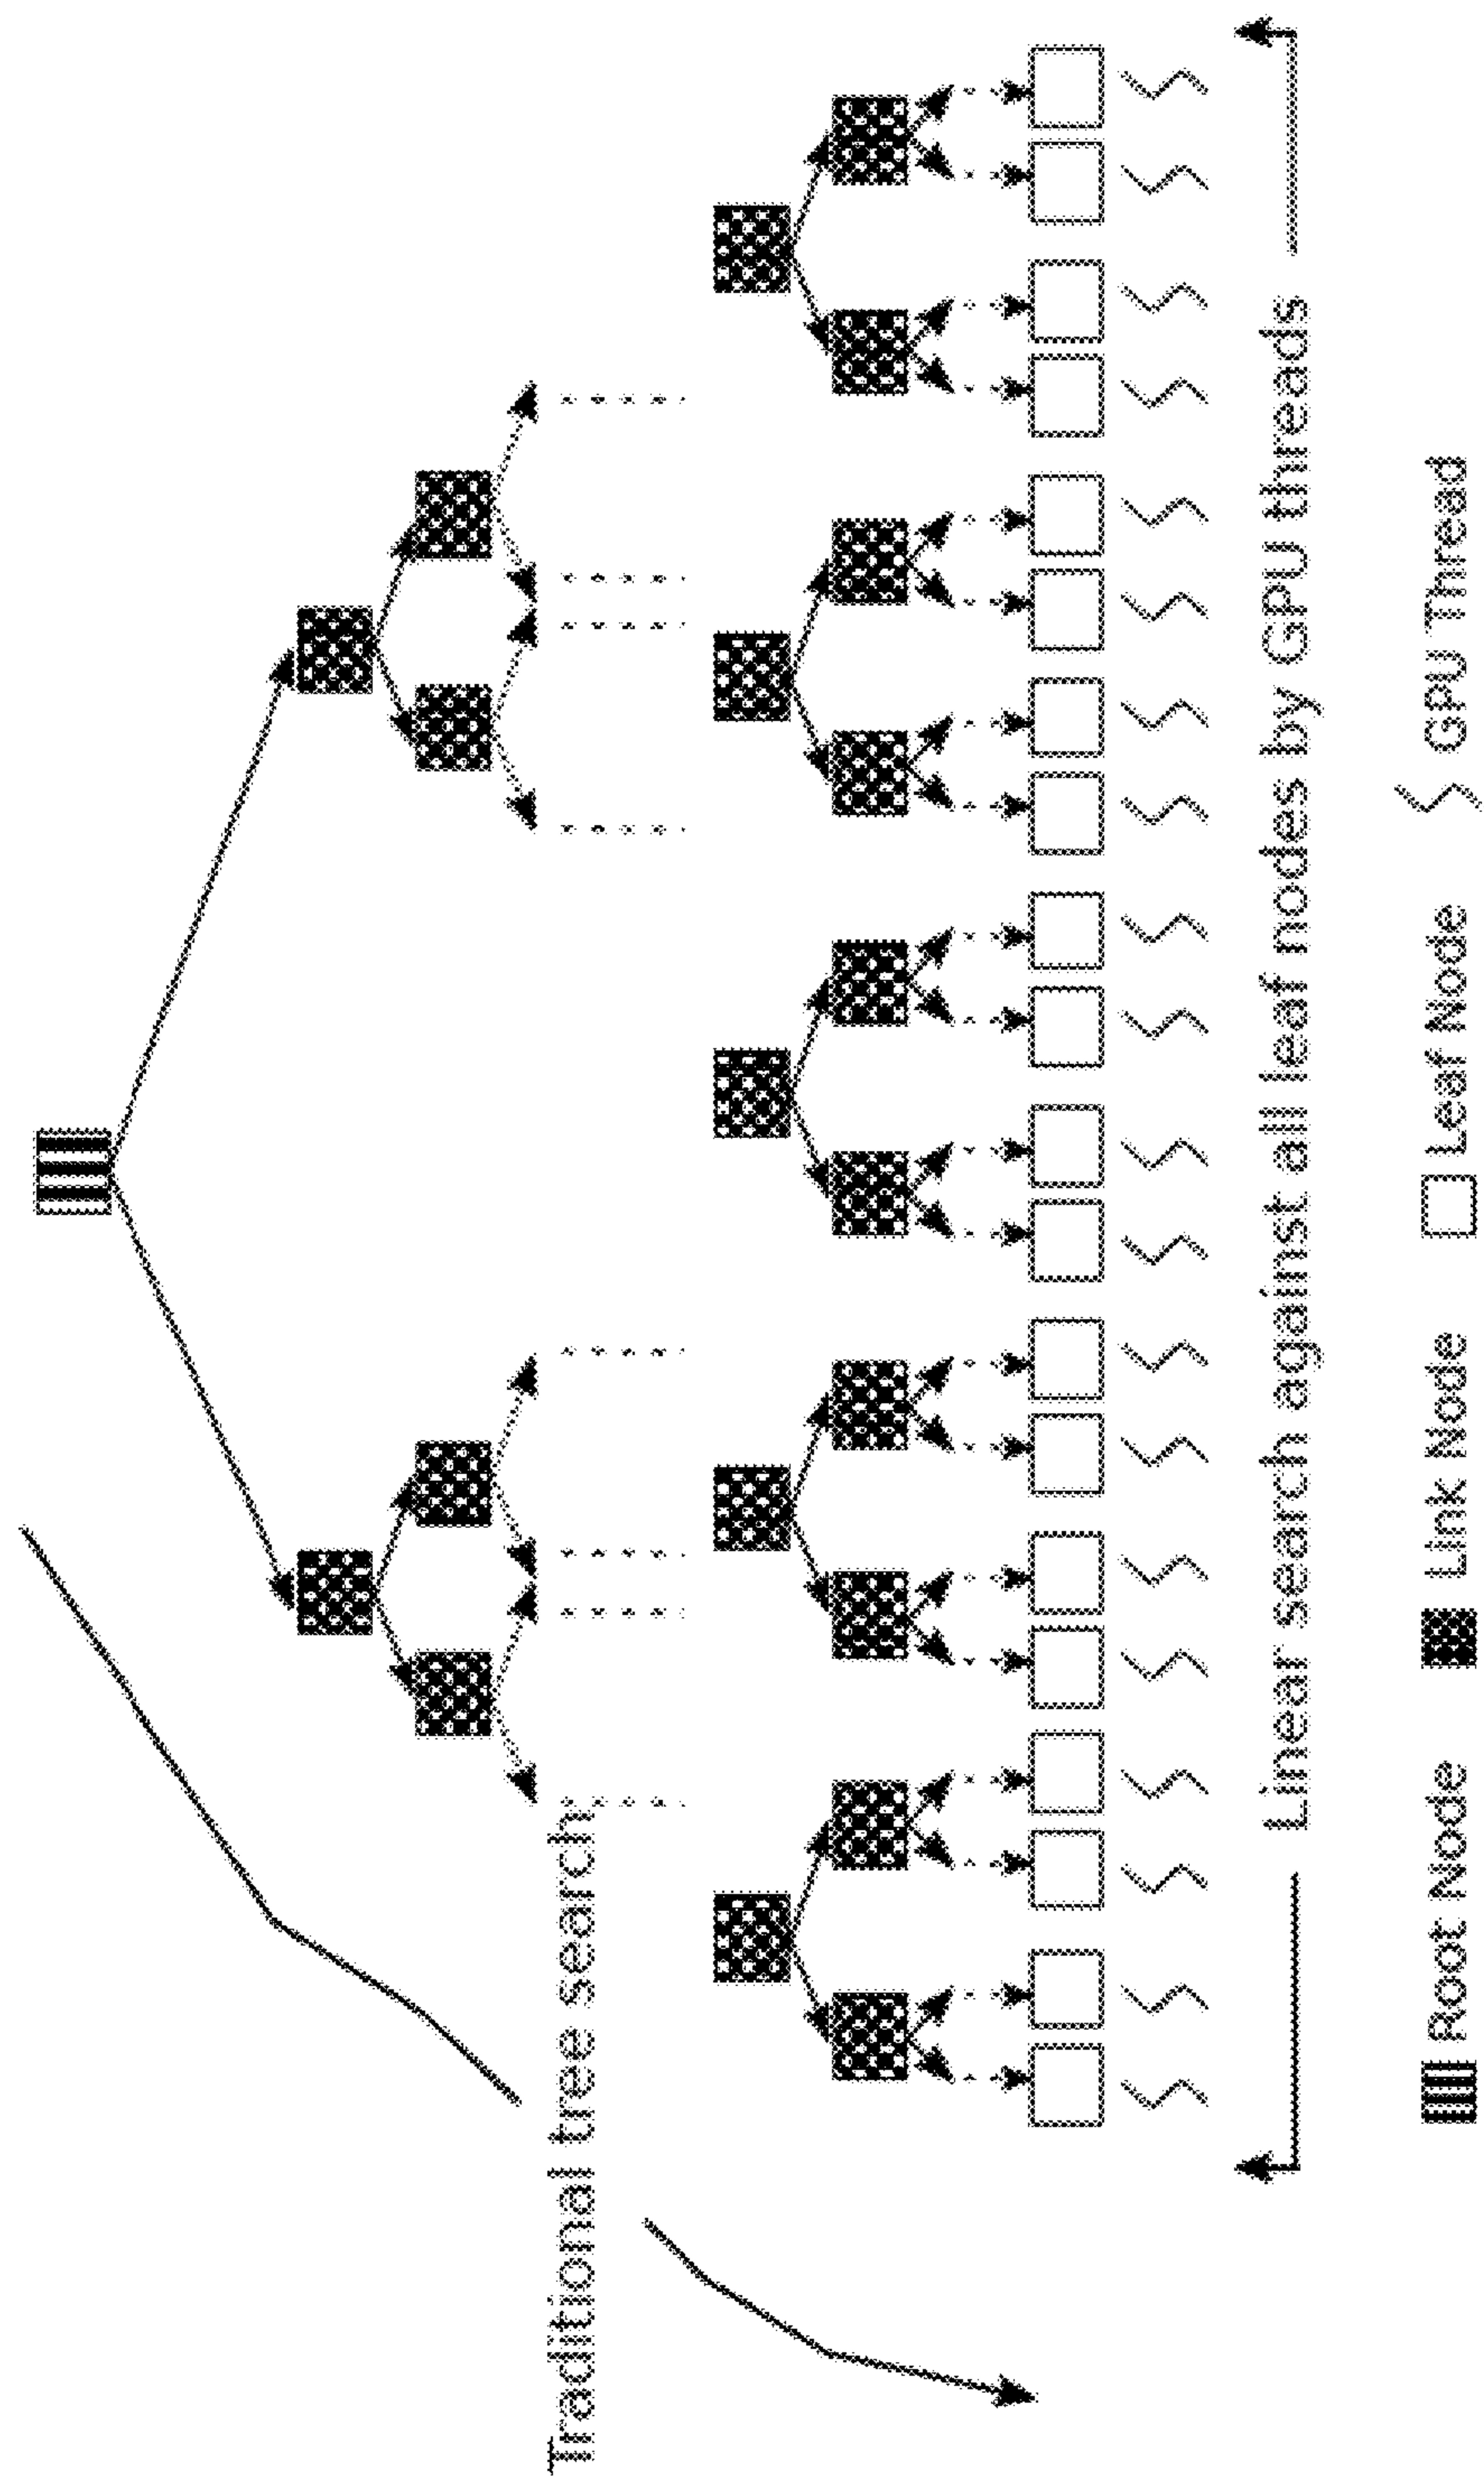 Traditional tree search
Linear search against all leaf nodes by GPU threads
Root Node
Link Node
Leaf Node
GPU Thread